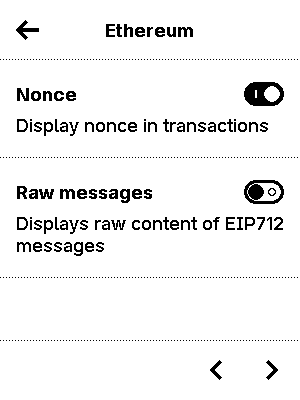 Ethereum
Nonce
Display nonce in transactions
Raw messages
Displays raw content of EIP712
messages